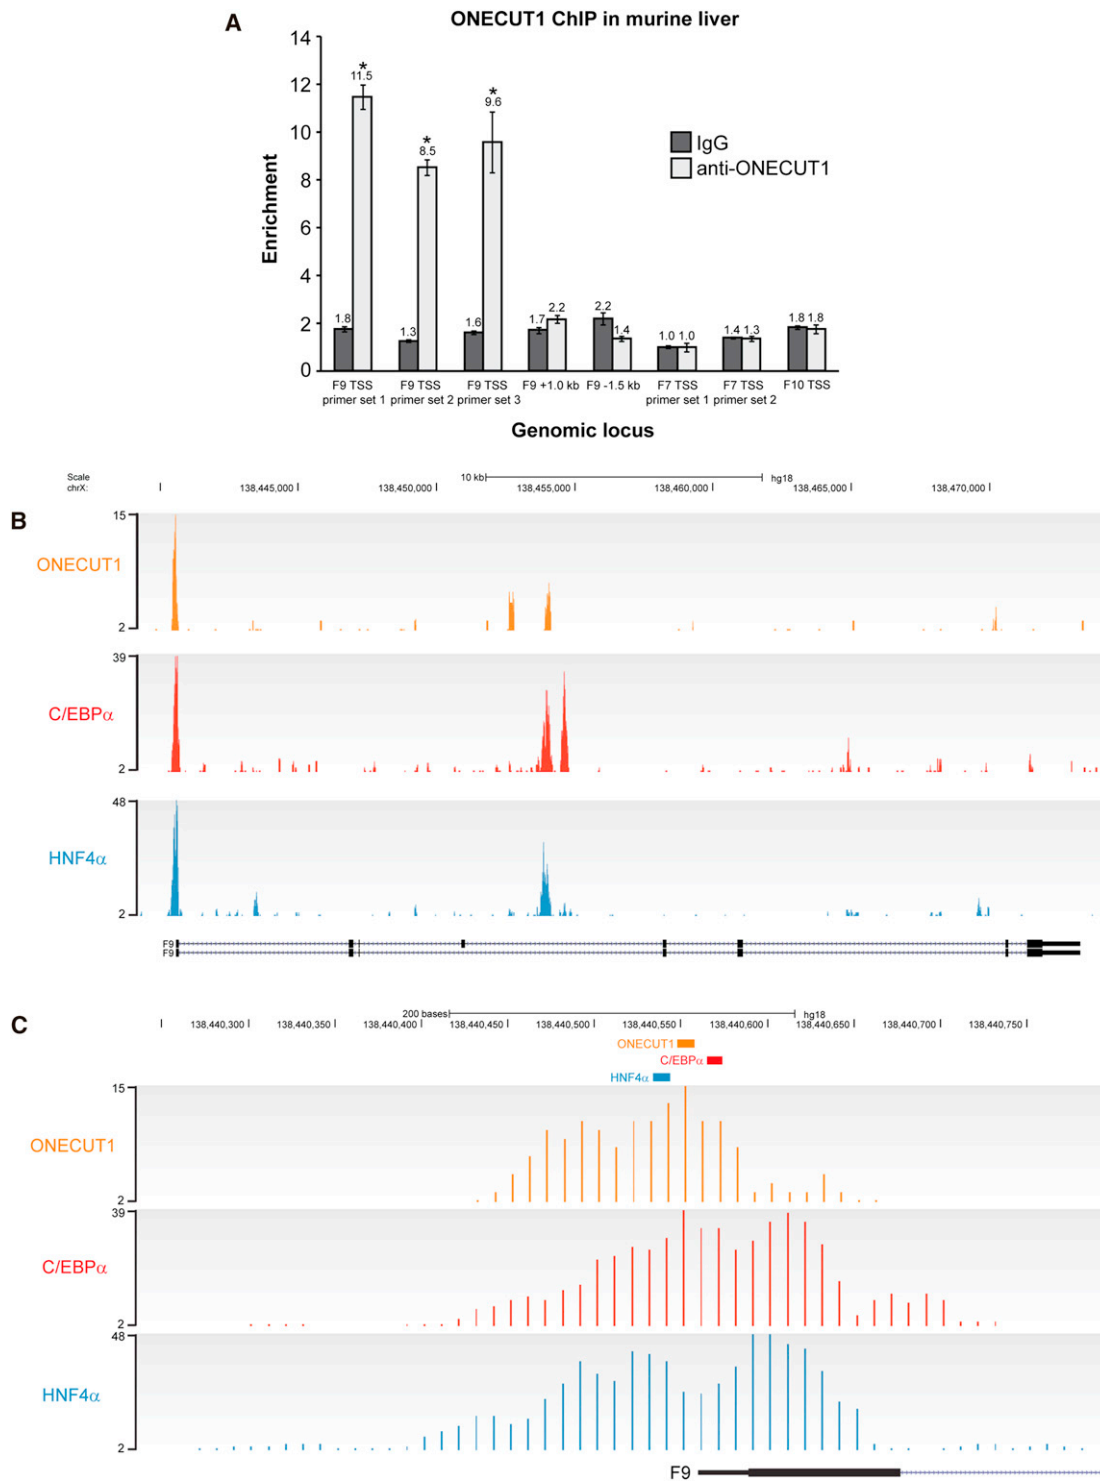 A
ONECUT1 ChIP in murine liver
Enrichment
14
12
10
8
6
4
2
0
*
11.5
*
8.5
*
9.6
1.8
1.3
1.6
1.7
2.2
2.2
1.4
1.0 1.0
1.4 1.3
1.8 1.8
IgG
anti-ONECUT1
F9 TSS primer set 1
F9 TSS primer set 2
F9 TSS primer set 3
F9 +1.0 kb
F9 -1.5 kb
F7 TSS primer set 1
F7 TSS primer set 2
F10 TSS
Genomic locus
Scale
chrX:
10 kb
hg18
138,445,000
138,450,000
138,455,000
138,460,000
138,465,000
138,470,000
B
15
ONECUT1
2
39
C/EBPα
2
48
HNF4α
2
F9
F9
C
200 bases
hg18
138,440,300
138,440,350
138,440,400
138,440,450
138,440,500
138,440,550
138,440,600
138,440,650
138,440,700
138,440,750
ONECUT1
C/EBPα
HNF4α
15
ONECUT1
2
39
C/EBPα
2
48
HNF4α
2
F9